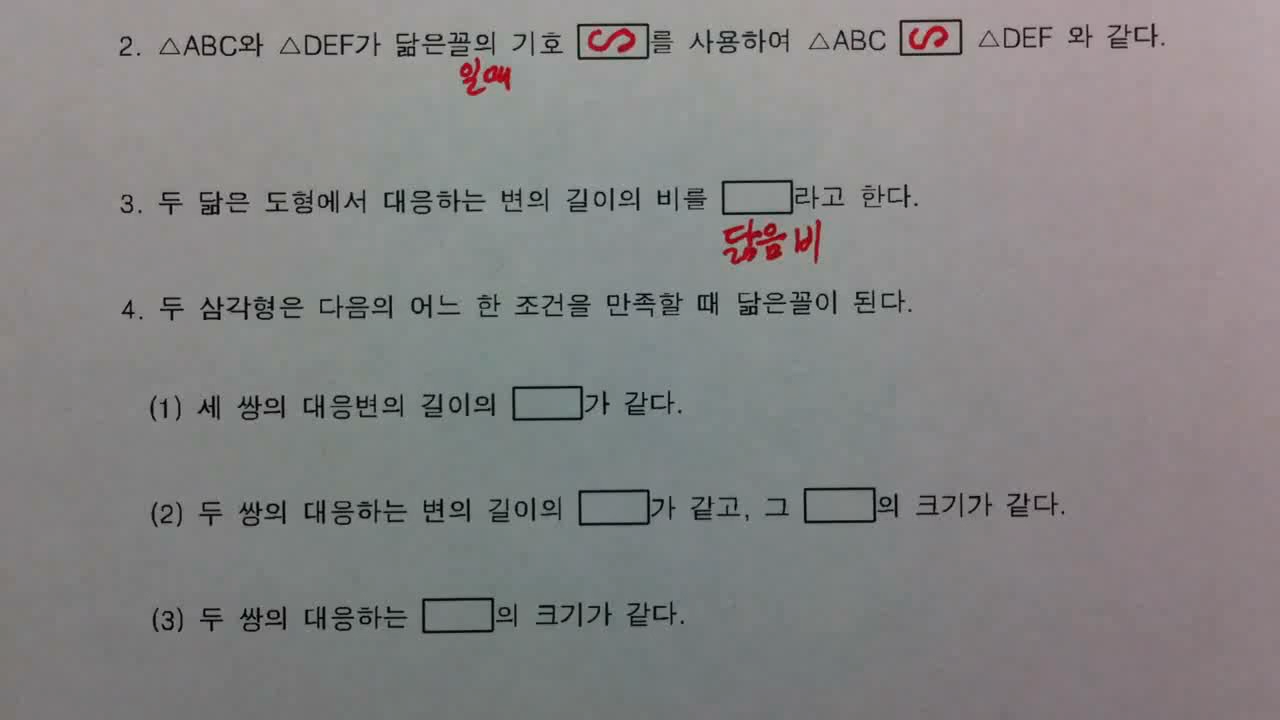 2. △ABC와 △DEF가 닮은꼴의 기호 ∽를 사용하여 △ABC ∽ △DEF 와 같다.
일때
3. 두 닮은 도형에서 대응하는 변의 길이의 비를 □라고 한다.
닮음비
4. 두 삼각형은 다음의 어느 한 조건을 만족할 때 닮은꼴이 된다.
(1) 세 쌍의 대응변의 길이의 □가 같다.
(2) 두 쌍의 대응하는 변의 길이의 □가 같고, 그 □의 크기가 같다.
(3) 두 쌍의 대응하는 □의 크기가 같다.